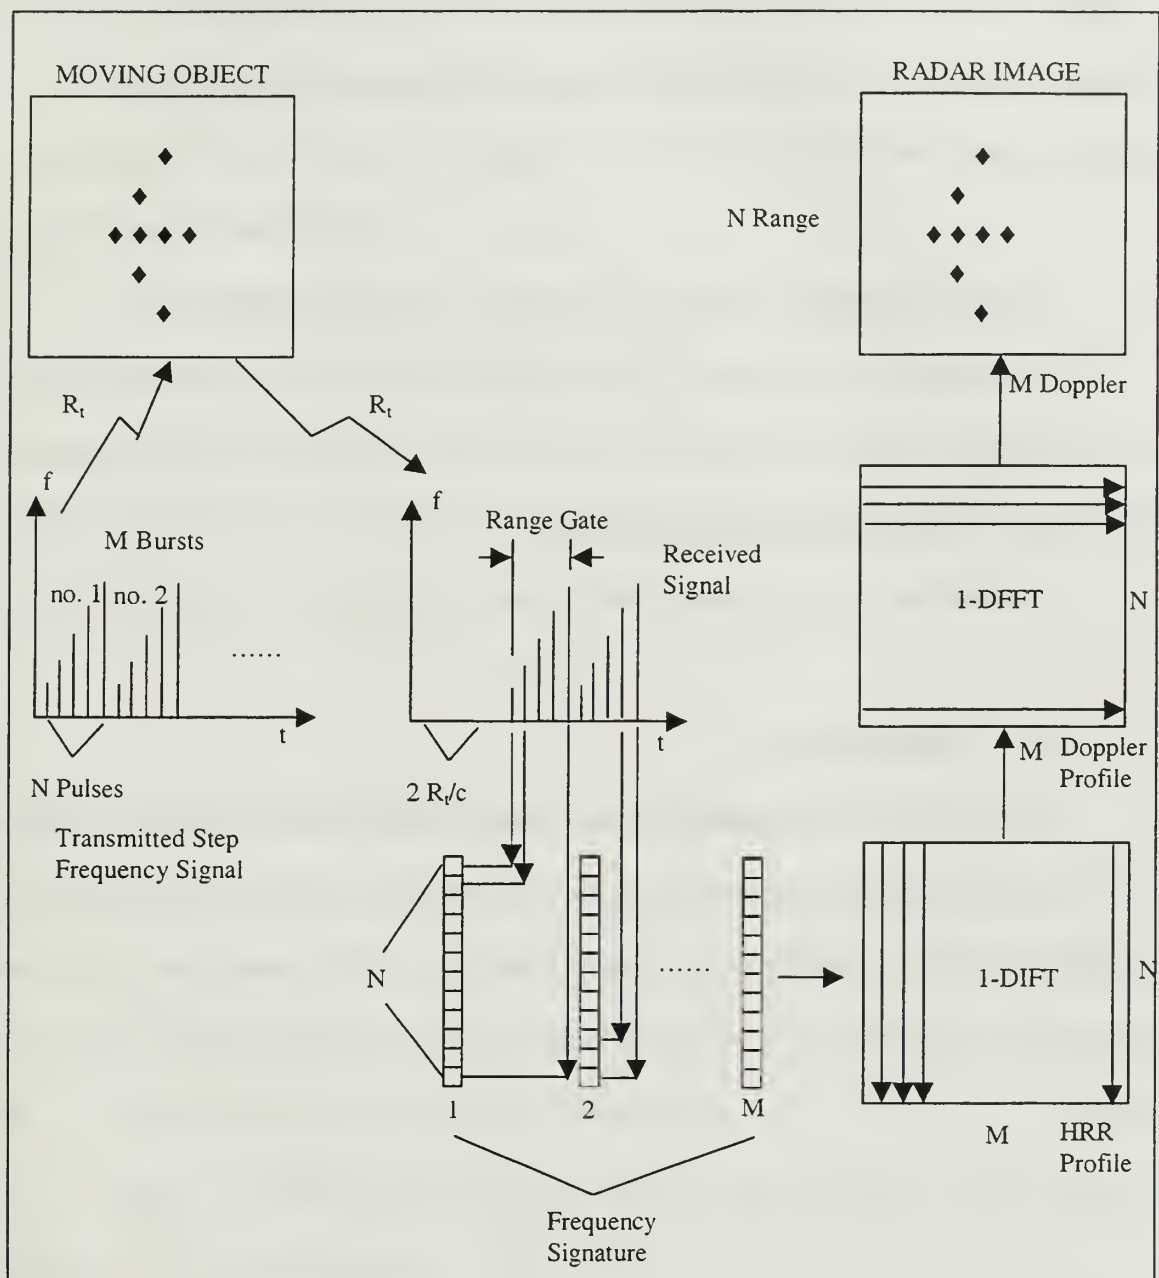 MOVING OBJECT
RADAR IMAGE
N Range
M Doppler
R_t
R_t
f
M Bursts
no. 1
no. 2
......
t
N Pulses
Transmitted Step
Frequency Signal
f
Range Gate
Received
Signal
t
2 R_t/c
1-DFFT
N
M
Doppler
Profile
N
......
1
2
M
Frequency
Signature
1-DIFT
N
M
HRR
Profile